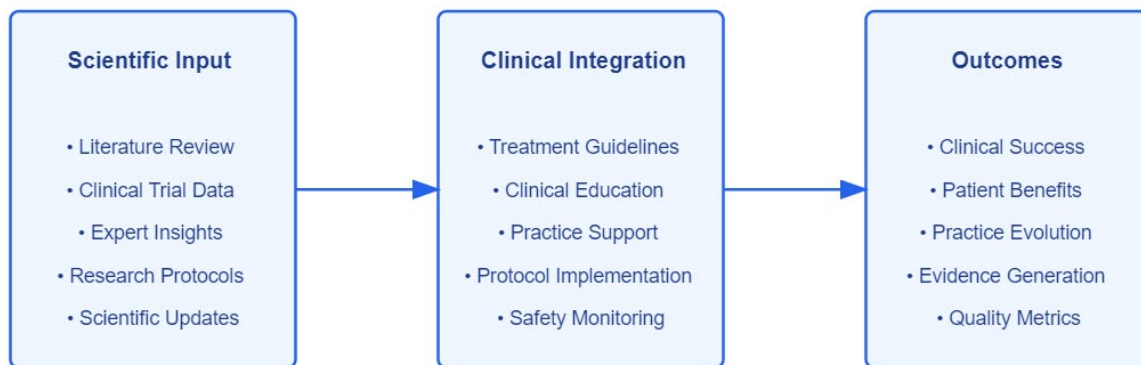 Scientific Input
• Literature Review
• Clinical Trial Data
• Expert Insights
• Research Protocols
• Scientific Updates
Clinical Integration
• Treatment Guidelines
• Clinical Education
• Practice Support
• Protocol Implementation
• Safety Monitoring
Outcomes
• Clinical Success
• Patient Benefits
• Practice Evolution
• Evidence Generation
• Quality Metrics